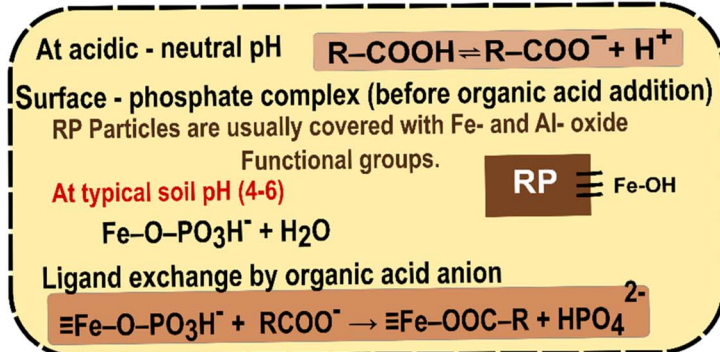 At acidic - neutral pH R–COOH⇌R–COO⁻+ H⁺
Surface - phosphate complex (before organic acid addition)
RP Particles are usually covered with Fe- and Al- oxide
Functional groups.
At typical soil pH (4-6)
RP ≡ Fe-OH
Fe–O–PO₃H⁻ + H₂O
Ligand exchange by organic acid anion
≡Fe–O–PO₃H⁻ + RCOO⁻ → ≡Fe–OOC–R + HPO₄²⁻